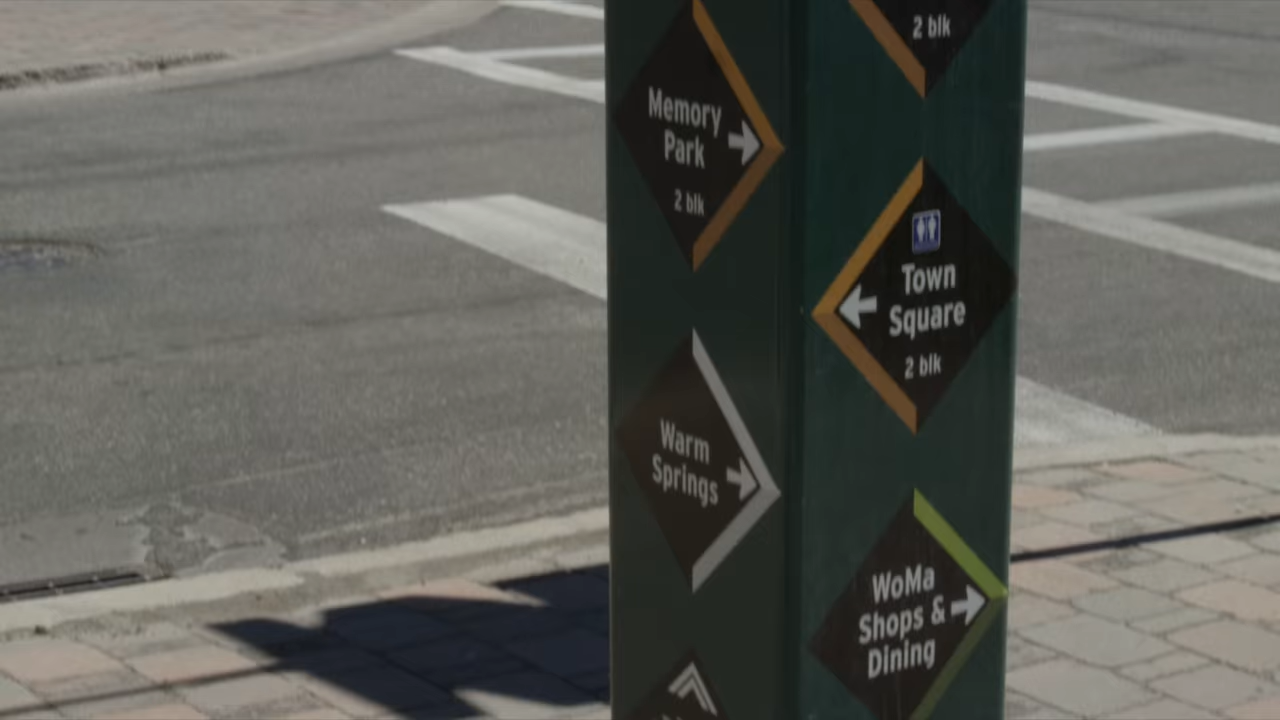 Memory
Park
2 blk
Warm
Springs
2 blk
Town
Square
2 blk
WoMa
Shops &
Dining